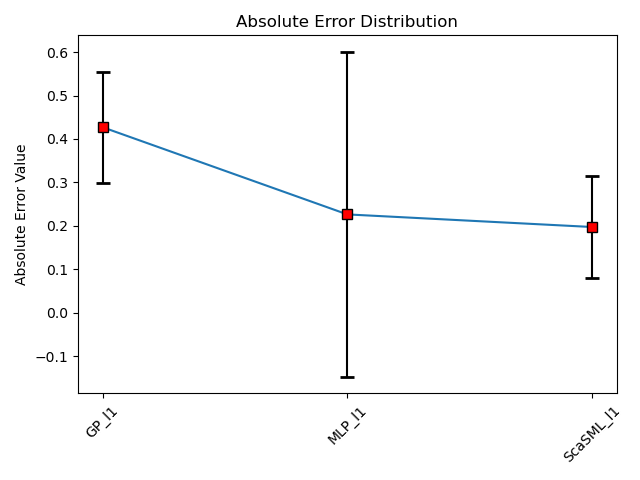 Absolute Error Distribution
Absolute Error Value
0.6
0.5
0.4
0.3
0.2
0.1
0.0
−0.1
GP_l1
MLP_l1
ScaSML_l1